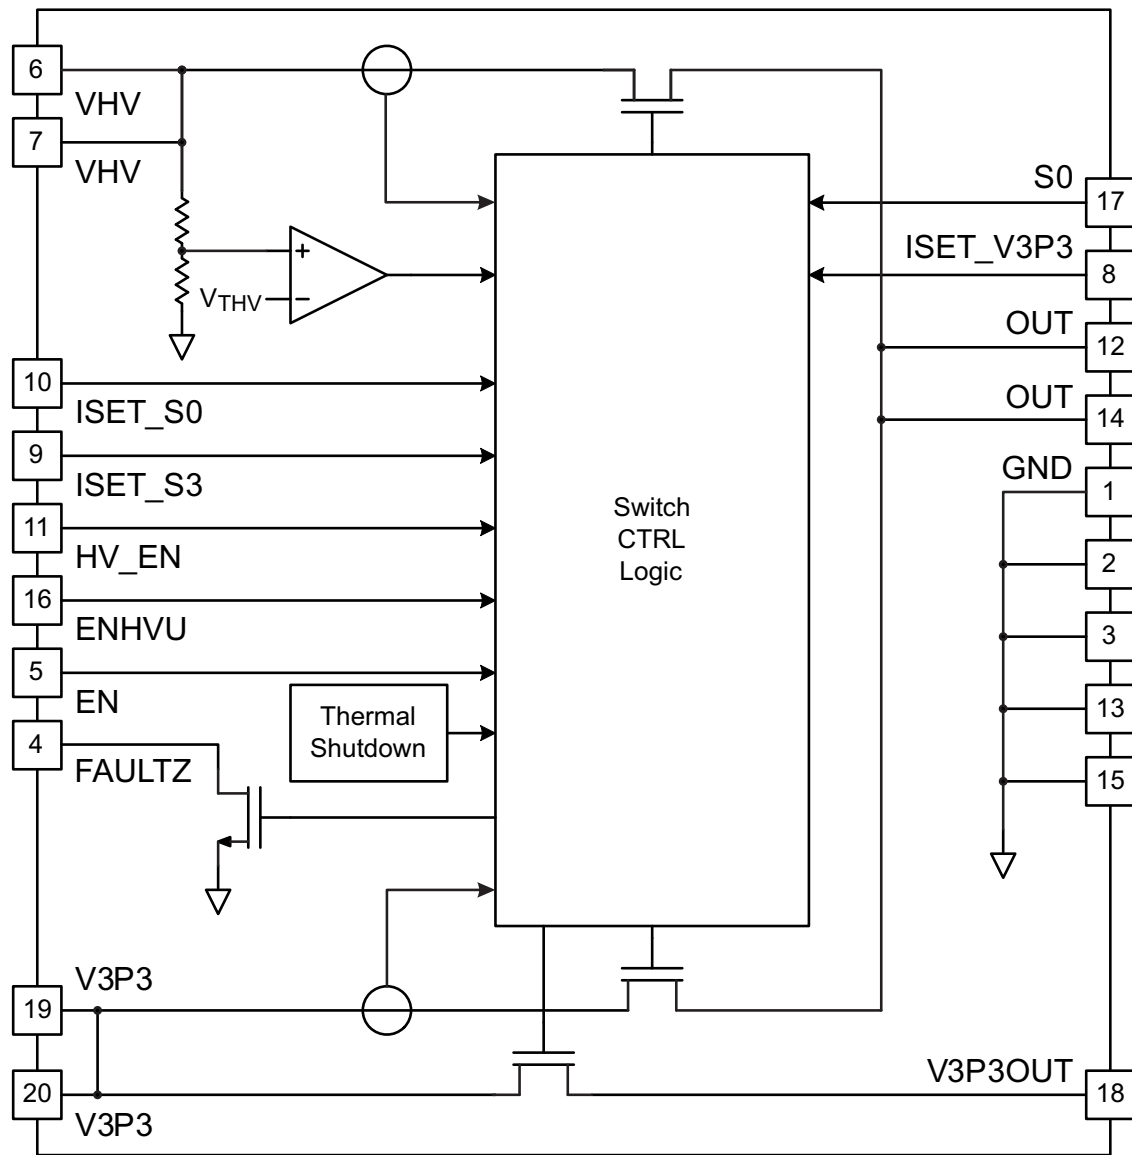 6
VHV
7
VHV
+
−
VTHV
10
ISET_S0
9
ISET_S3
11
HV_EN
16
ENHVU
5
EN
4
FAULTZ
Thermal
Shutdown
Switch
CTRL
Logic
S0
17
ISET_V3P3
8
OUT
12
OUT
14
GND
1
2
3
13
15
V3P3
19
20
V3P3
V3P3OUT
18